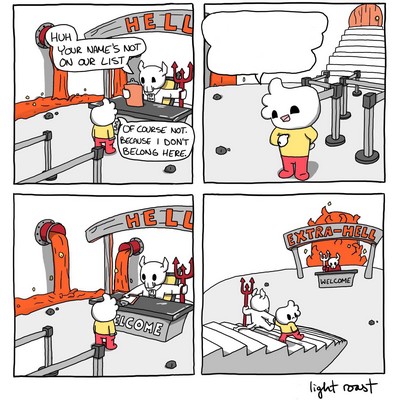 HELL
HUH
YOUR NAME'S NOT
ON OUR LIST
OF COURSE NOT.
BECAUSE I DON'T
BELONG HERE.
HELL
WELCOME
EXTRA-HELL
WELCOME
light roast